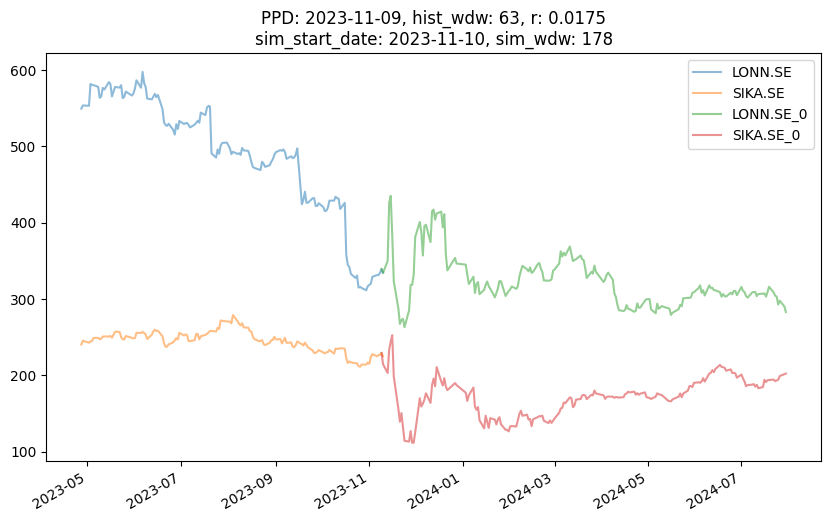 PPD: 2023-11-09, hist_wdw: 63, r: 0.0175
sim_start_date: 2023-11-10, sim_wdw: 178
LONN.SE
SIKA.SE
LONN.SE_0
SIKA.SE_0
600
500
400
300
200
100
2023-05
2023-07
2023-09
2023-11
2024-01
2024-03
2024-05
2024-07